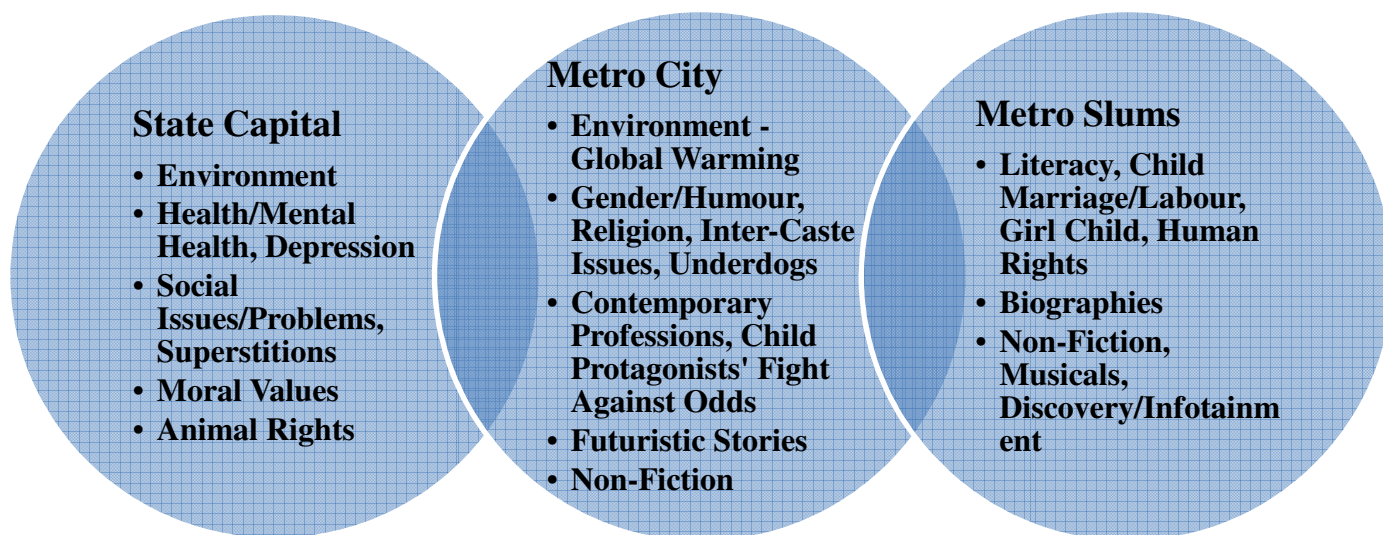 State Capital
• Environment
• Health/Mental
Health, Depression
• Social
Issues/Problems,
Superstitions
• Moral Values
• Animal Rights
Metro City
• Environment -
Global Warming
• Gender/Humour,
Religion, Inter-Caste
Issues, Underdogs
• Contemporary
Professions, Child
Protagonists' Fight
Against Odds
• Futuristic Stories
• Non-Fiction
Metro Slums
• Literacy, Child
Marriage/Labour,
Girl Child, Human
Rights
• Biographies
• Non-Fiction,
Musicals,
Discovery/Infotainm
ent